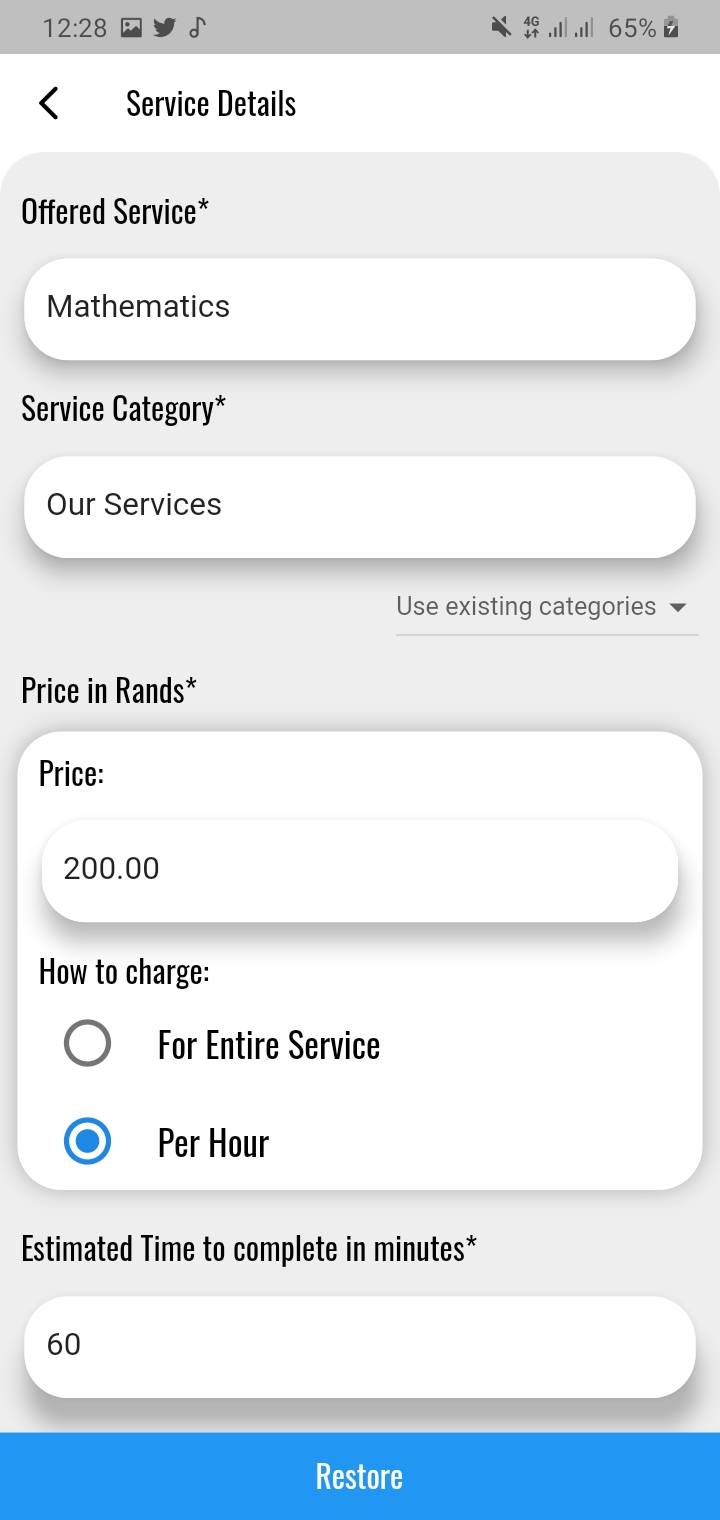 12:28 4G 65%
Service Details
Offered Service*
Mathematics
Service Category*
Our Services
Use existing categories
Price in Rands*
Price:
200.00
How to charge:
For Entire Service
Per Hour
Estimated Time to complete in minutes*
60
Restore